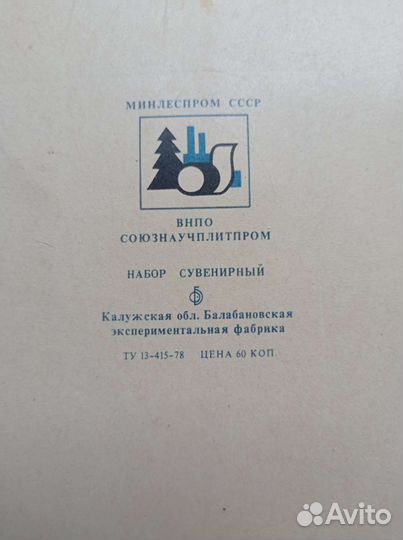 МИНЛЕСПРОМ СССР
ВНПО
СОЮЗНАУЧПЛИТПРОМ
НАБОР СУВЕНИРНЫЙ
Калужская обл. Балабановская
экспериментальная фабрика
ТУ 13-415-78 ЦЕНА 60 КОП.
Avito